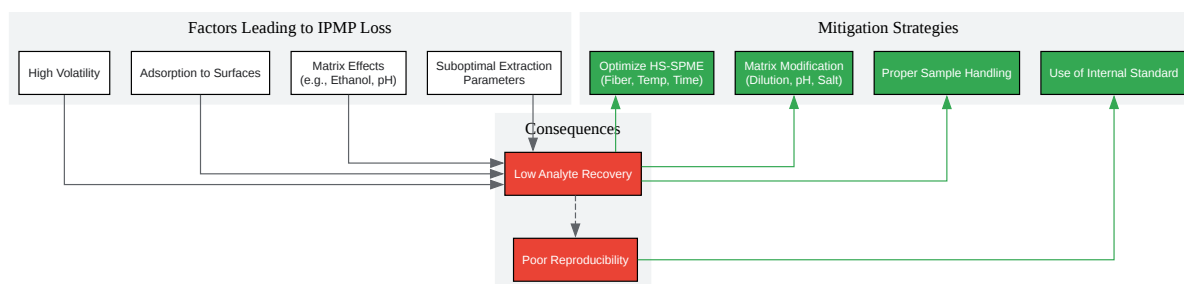 Factors Leading to IPMP Loss
High Volatility
Adsorption to Surfaces
Matrix Effects
(e.g., Ethanol, pH)
Suboptimal Extraction
Parameters
Mitigation Strategies
Optimize HS-SPME
(Fiber, Temp, Time)
Matrix Modification
(Dilution, pH, Salt)
Proper Sample Handling
Use of Internal Standard
Consequences
Low Analyte Recovery
Poor Reproducibility